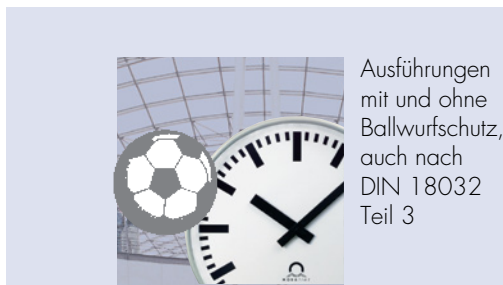 Ausführungen
mit und ohne
Ballwurfschutz,
auch nach
DIN 18032
Teil 3